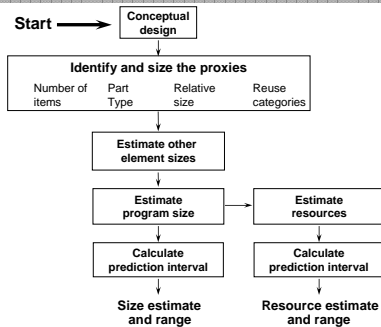 Start
Conceptual
design
Identify and size the proxies
Number of Part Relative Reuse
items Type size categories
Estimate other
element sizes
Estimate
program size
Estimate
resources
Calculate
prediction interval
Calculate
prediction interval
Size estimate
and range
Resource estimate
and range